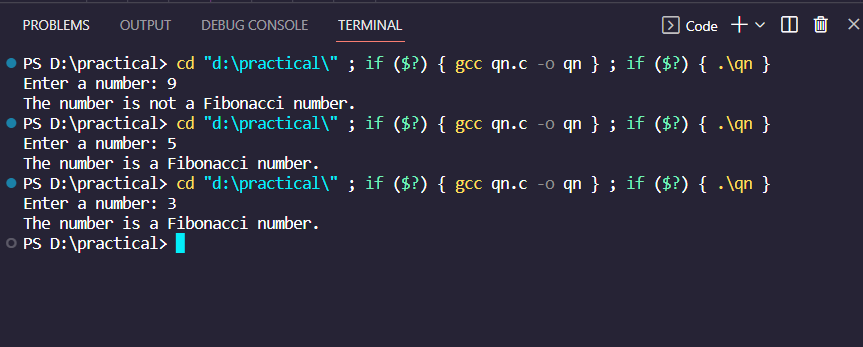 PROBLEMS OUTPUT DEBUG CONSOLE TERMINAL Code
PS D:\practical> cd "d:\practical\" ; if ($?) { gcc qn.c -o qn } ; if ($?) { .\qn }
Enter a number: 9
The number is not a Fibonacci number.
PS D:\practical> cd "d:\practical\" ; if ($?) { gcc qn.c -o qn } ; if ($?) { .\qn }
Enter a number: 5
The number is a Fibonacci number.
PS D:\practical> cd "d:\practical\" ; if ($?) { gcc qn.c -o qn } ; if ($?) { .\qn }
Enter a number: 3
The number is a Fibonacci number.
PS D:\practical>